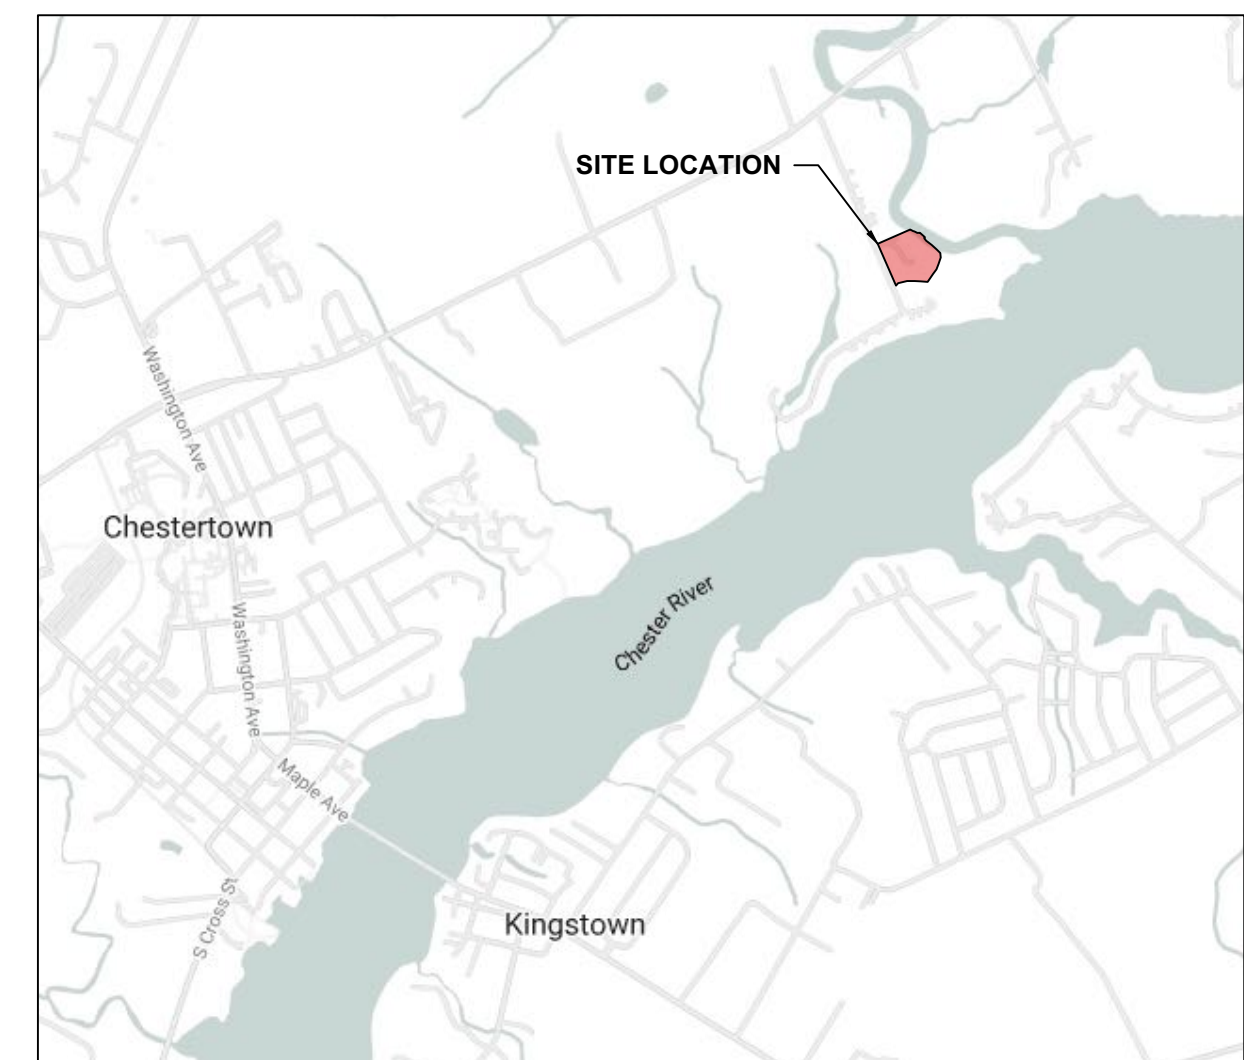 SITE LOCATION
Washington Ave
Chestertown
Chester River
Washington Ave
Maple Ave
S Cross St
Kingstown